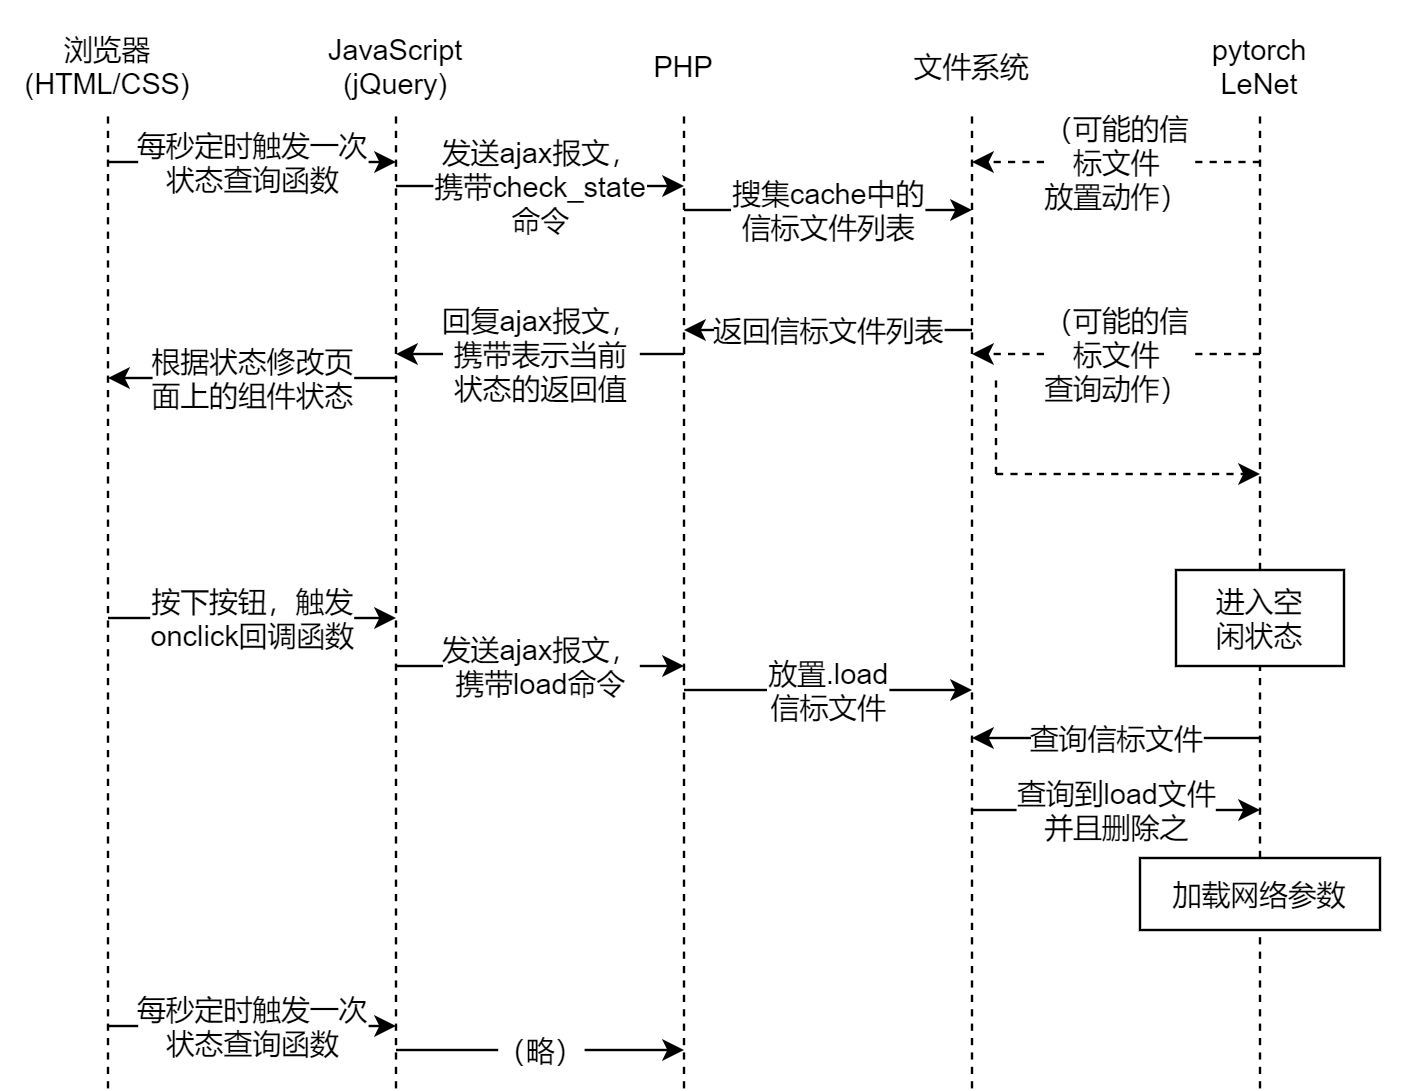 浏览器
(HTML/CSS)
JavaScript
(jQuery)
PHP
文件系统
pytorch
LeNet
每秒定时触发一次
状态查询函数
发送ajax报文，
携带check_state
命令
搜集cache中的
信标文件列表
（可能的信
标文件
放置动作）
返回信标文件列表
回复ajax报文，
携带表示当前
状态的返回值
根据状态修改页
面上的组件状态
（可能的信
标文件
查询动作）
进入空
闲状态
按下按钮，触发
onclick回调函数
发送ajax报文，
携带load命令
放置.load
信标文件
查询信标文件
查询到load文件
并且删除之
加载网络参数
每秒定时触发一次
状态查询函数
（略）